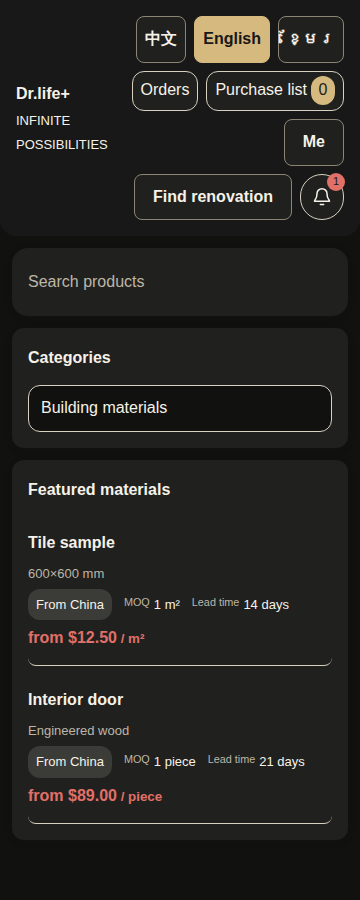 中文
English
ខ្មែរ
Dr.life+
INFINITE
POSSIBILITIES
Orders
Purchase list 0
Me
Find renovation
1
Search products
Categories
Building materials
Featured materials
Tile sample
600×600 mm
From China MOQ 1 m² Lead time 14 days
from $12.50 / m²
Interior door
Engineered wood
From China MOQ 1 piece Lead time 21 days
from $89.00 / piece